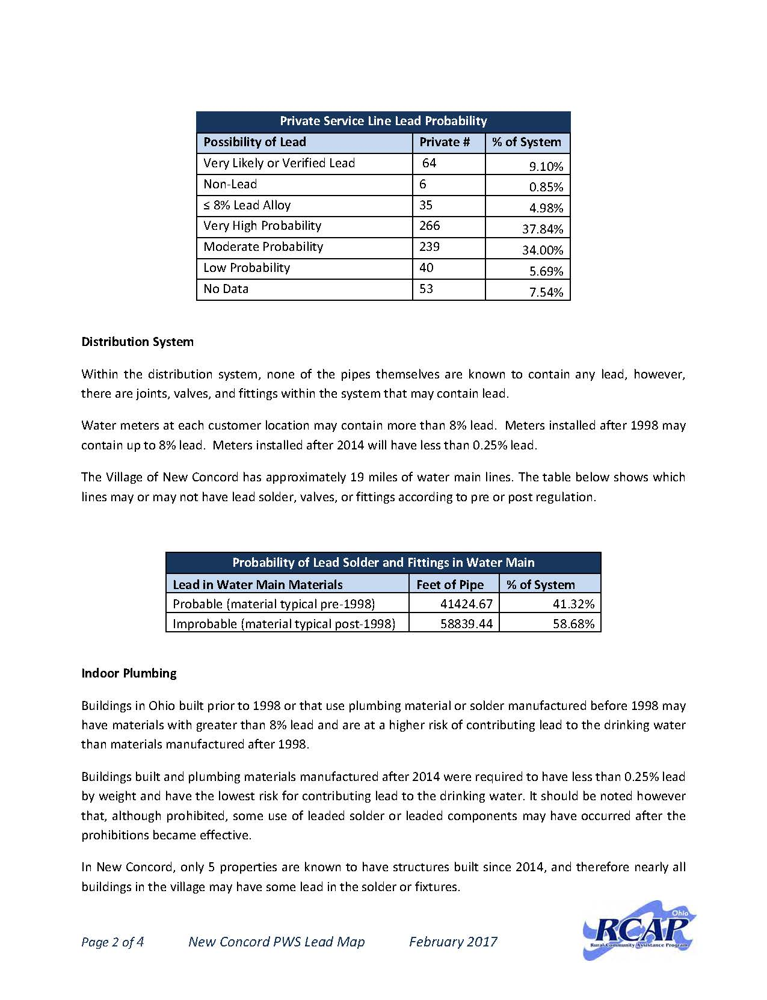 Private Service Line Lead Probability
Possibility of Lead Private # % of System
Very Likely or Verified Lead 64 9.10%
Non-Lead 6 0.85%
≤ 8% Lead Alloy 35 4.98%
Very High Probability 266 37.84%
Moderate Probability 239 34.00%
Low Probability 40 5.69%
No Data 53 7.54%
Distribution System
Within the distribution system, none of the pipes themselves are known to contain any lead, however,
there are joints, valves, and fittings within the system that may contain lead.
Water meters at each customer location may contain more than 8% lead. Meters installed after 1998 may
contain up to 8% lead. Meters installed after 2014 will have less than 0.25% lead.
The Village of New Concord has approximately 19 miles of water main lines. The table below shows which
lines may or may not have lead solder, valves, or fittings according to pre or post regulation.
Probability of Lead Solder and Fittings in Water Main
Lead in Water Main Materials Feet of Pipe % of System
Probable (material typical pre-1998) 41424.67 41.32%
Improbable (material typical post-1998) 58839.44 58.68%
Indoor Plumbing
Buildings in Ohio built prior to 1998 or that use plumbing material or solder manufactured before 1998 may
have materials with greater than 8% lead and are at a higher risk of contributing lead to the drinking water
than materials manufactured after 1998.
Buildings built and plumbing materials manufactured after 2014 were required to have less than 0.25% lead
by weight and have the lowest risk for contributing lead to the drinking water. It should be noted however
that, although prohibited, some use of leaded solder or leaded components may have occurred after the
prohibitions became effective.
In New Concord, only 5 properties are known to have structures built since 2014, and therefore nearly all
buildings in the village may have some lead in the solder or fixtures.
Page 2 of 4 New Concord PWS Lead Map February 2017
Ohio
RCAP
Rural Community Assistance Program